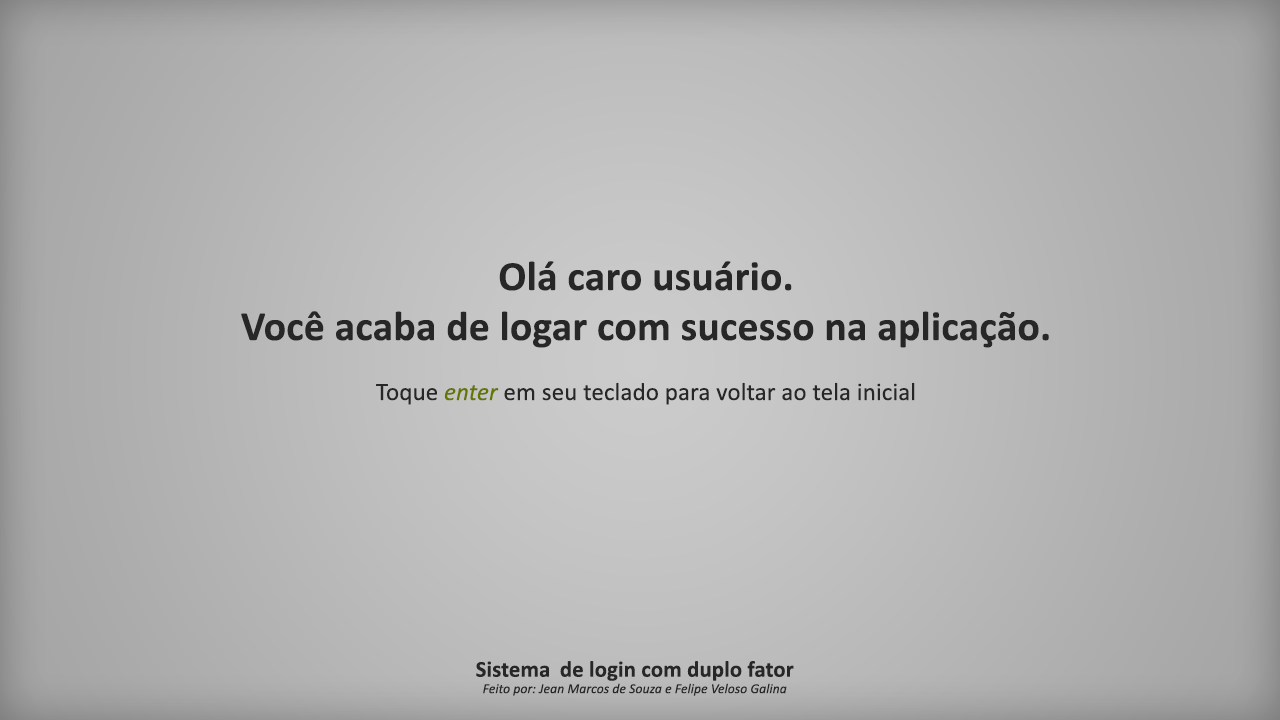 Olá caro usuário.
Você acaba de logar com sucesso na aplicação.
Toque enter em seu teclado para voltar ao tela inicial
Sistema  de login com duplo fator
Feito por: Jean Marcos de Souza e Felipe Veloso Galina